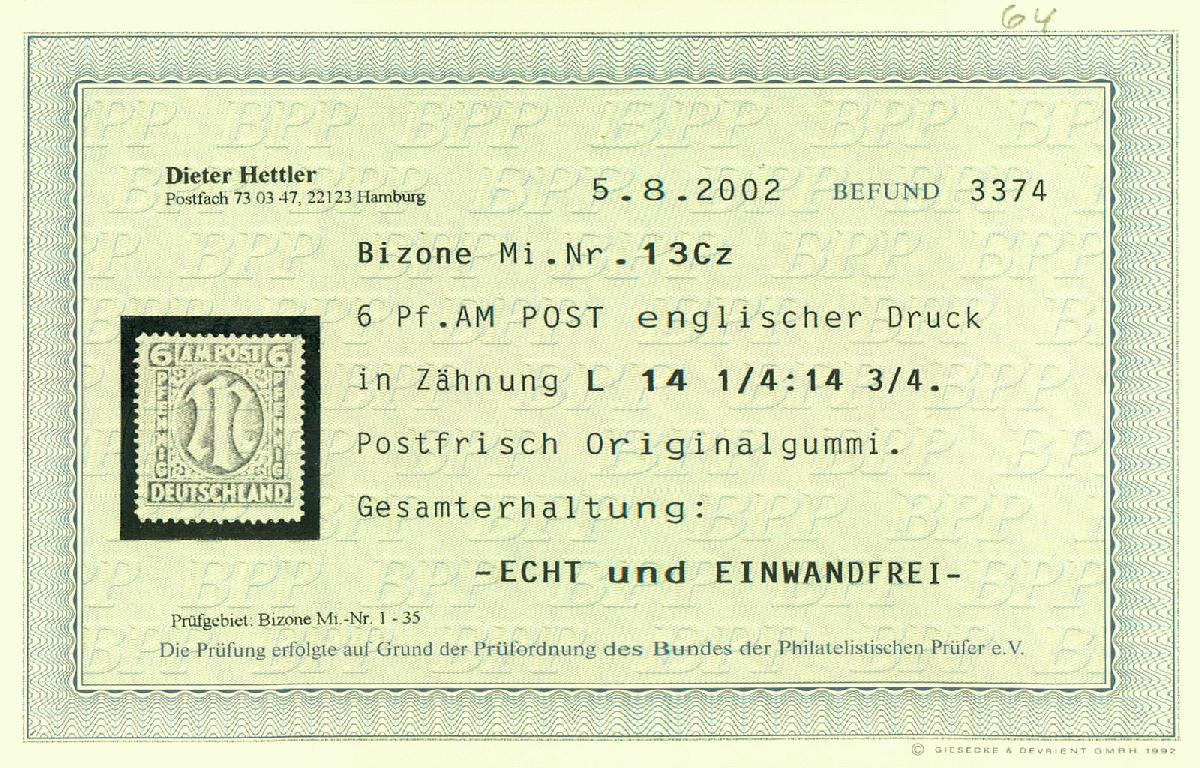 64
Dieter Hettler
Postfach 73 03 47, 22123 Hamburg
5.8.2002 BEFUND 3374
Bizone Mi.Nr.13Cz
6 Pf.AM POST englischer Druck
in Zähnung L 14 1/4:14 3/4.
Postfrisch Originalgummi.
Gesamterhaltung:
-ECHT und EINWANDFREI-
6 AM POST 6
PFENNIG
PFENNIG
DEUTSCHLAND
Prüfgebiet: Bizone Mi.-Nr. 1 - 35
Die Prüfung erfolgte auf Grund der Prüfordnung des Bundes der Philatelistischen Prüfer e.V.
© GIESECKE & DEVRIENT GMBH 1992